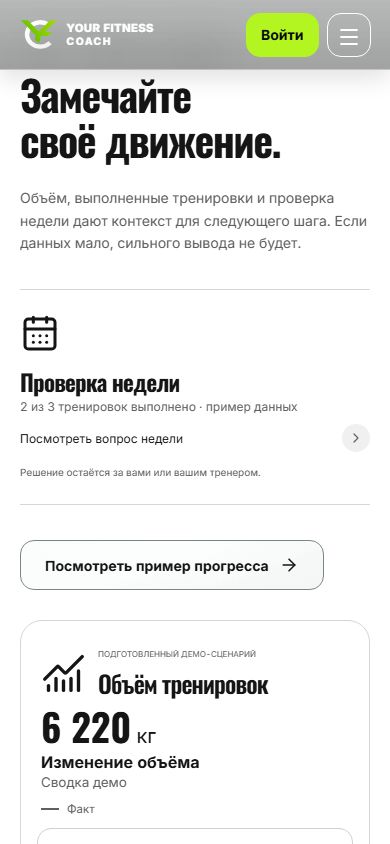 YOUR FITNESS
COACH
Войти
Замечайте
своё движение.
Объём, выполненные тренировки и проверка
недели дают контекст для следующего шага. Если
данных мало, сильного вывода не будет.
Проверка недели
2 из 3 тренировок выполнено · пример данных
Посмотреть вопрос недели
Решение остаётся за вами или вашим тренером.
Посмотреть пример прогресса
ПОДГОТОВЛЕННЫЙ ДЕМО-СЦЕНАРИЙ
Объём тренировок
6 220 кг
Изменение объёма
Сводка демо
Факт